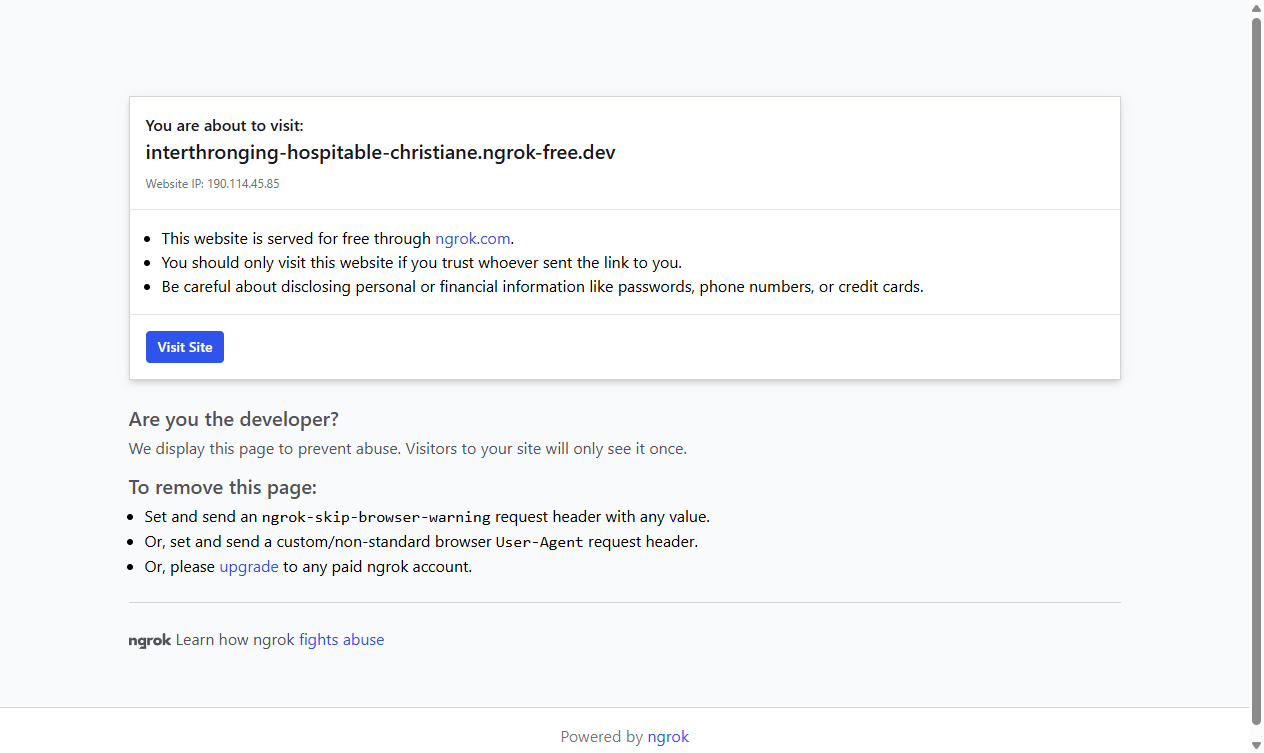 You are about to visit:
interthronging-hospitable-christiane.ngrok-free.dev
Website IP: 190.114.45.85
This website is served for free through ngrok.com.
You should only visit this website if you trust whoever sent the link to you.
Be careful about disclosing personal or financial information like passwords, phone numbers, or credit cards.
Visit Site
Are you the developer?
We display this page to prevent abuse. Visitors to your site will only see it once.
To remove this page:
Set and send an ngrok-skip-browser-warning request header with any value.
Or, set and send a custom/non-standard browser User-Agent request header.
Or, please upgrade to any paid ngrok account.
ngrok Learn how ngrok fights abuse
Powered by ngrok